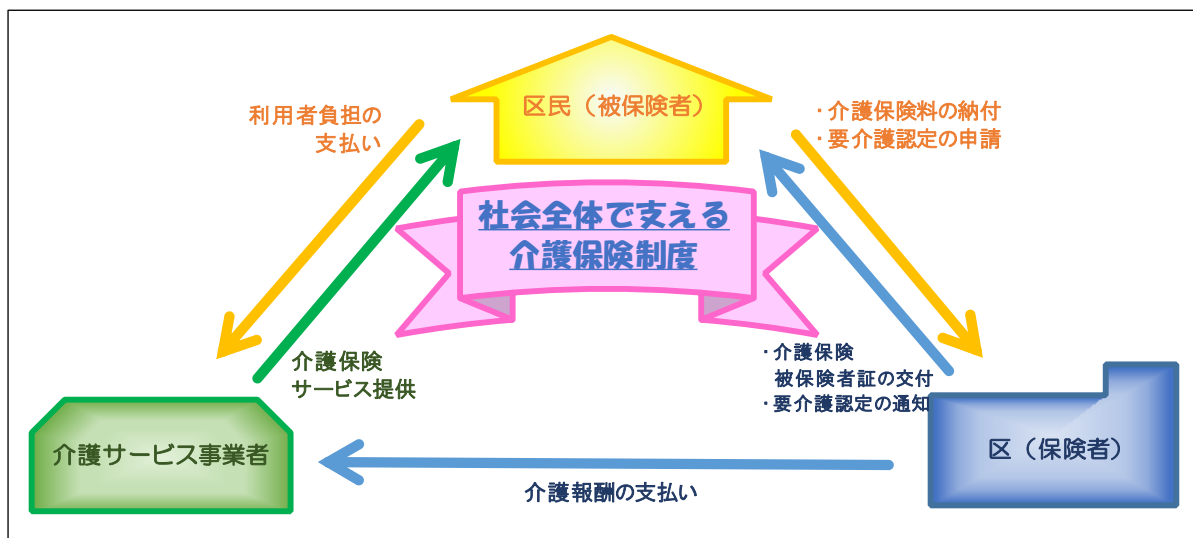 区民（被保険者）
利用者負担の
支払い
・介護保険料の納付
・要介護認定の申請
社会全体で支える
介護保険制度
介護保険
サービス提供
・介護保険
被保険者証の交付
・要介護認定の通知
介護サービス事業者
区（保険者）
介護報酬の支払い